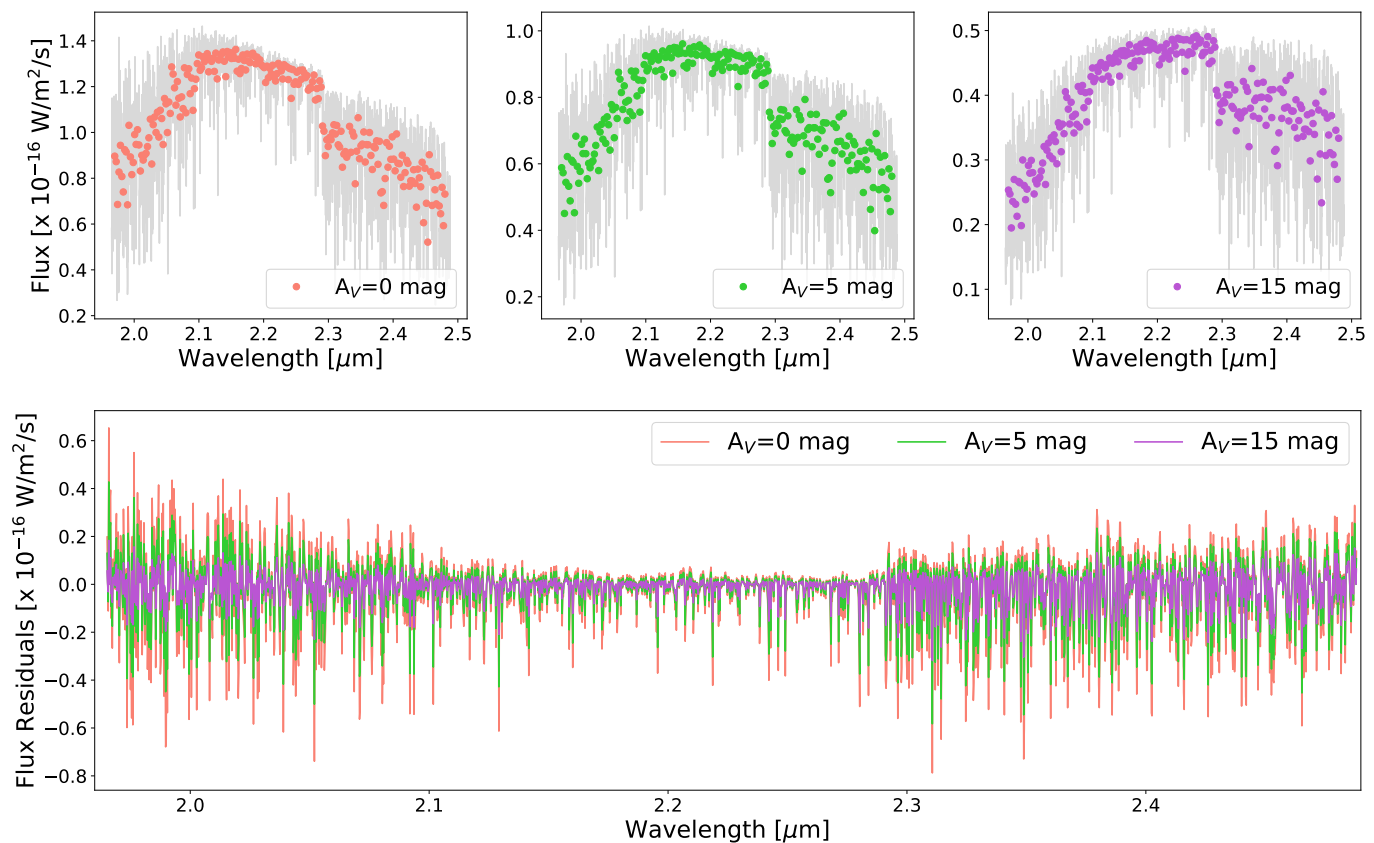 Flux [x 10⁻¹⁶ W/m²/s]
1.4
1.2
1.0
0.8
0.6
0.4
0.2
A_V=0 mag
2.0 2.1 2.2 2.3 2.4 2.5
Wavelength [μm]
1.0
0.8
0.6
0.4
0.2
A_V=5 mag
2.0 2.1 2.2 2.3 2.4 2.5
Wavelength [μm]
0.5
0.4
0.3
0.2
0.1
A_V=15 mag
2.0 2.1 2.2 2.3 2.4 2.5
Wavelength [μm]
Flux Residuals [x 10⁻¹⁶ W/m²/s]
0.6
0.4
0.2
0.0
−0.2
−0.4
−0.6
−0.8
A_V=0 mag A_V=5 mag A_V=15 mag
2.0 2.1 2.2 2.3 2.4
Wavelength [μm]